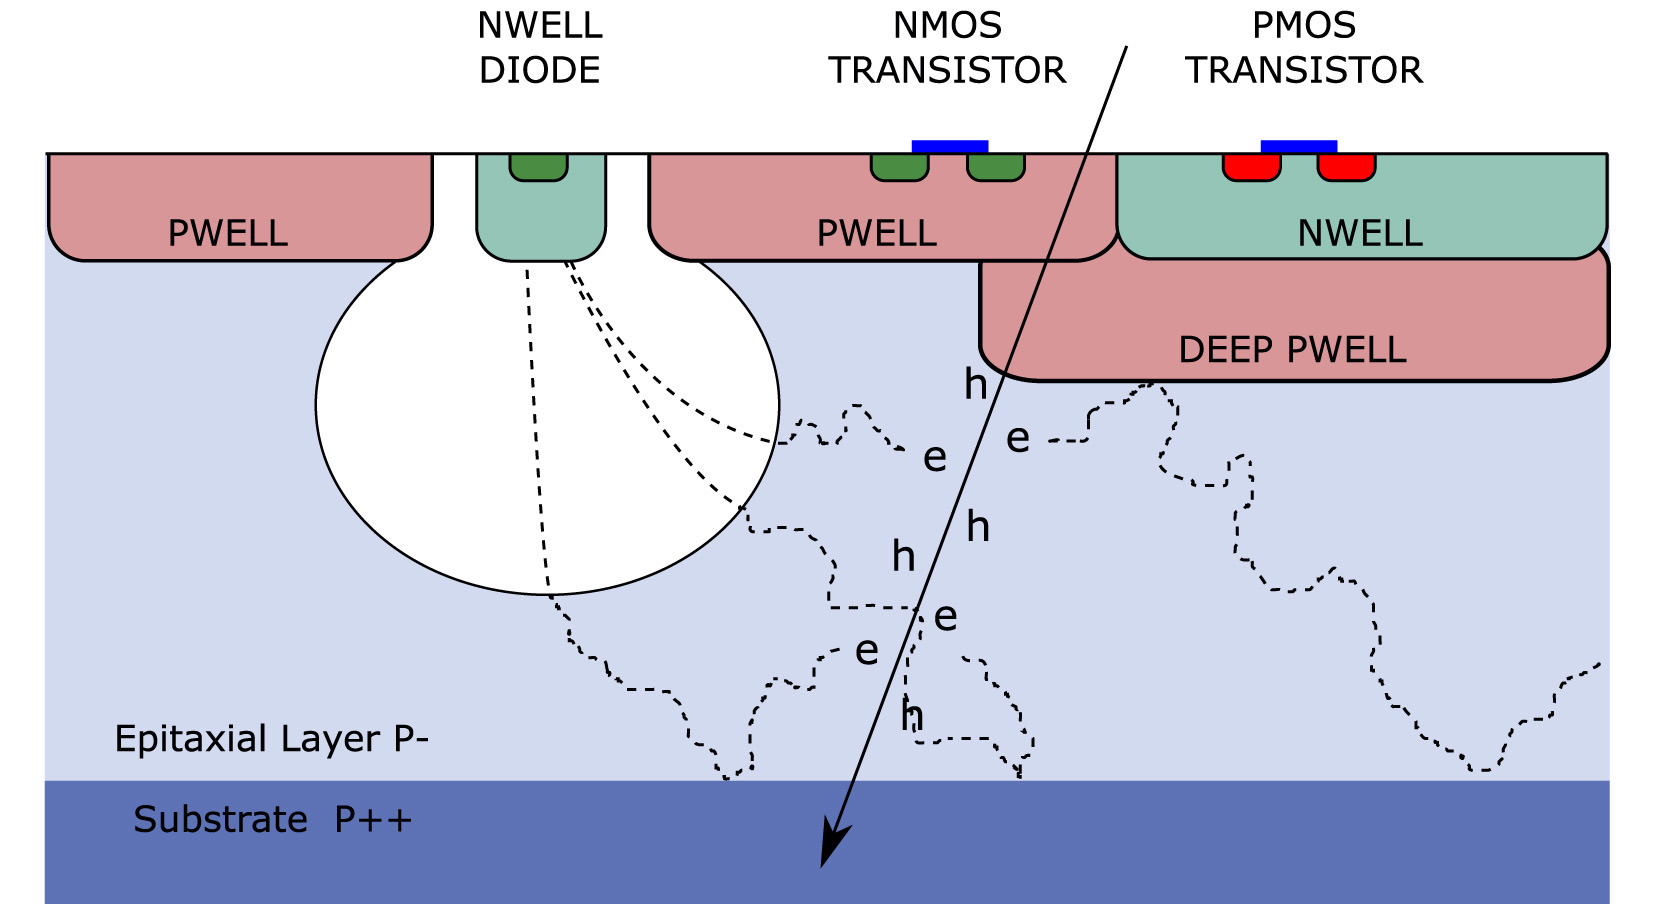 NWELL
DIODE
NMOS
TRANSISTOR
PMOS
TRANSISTOR
PWELL
PWELL
NWELL
DEEP PWELL
h
e
e
h
h
e
e
h
Epitaxial Layer P-
Substrate P++